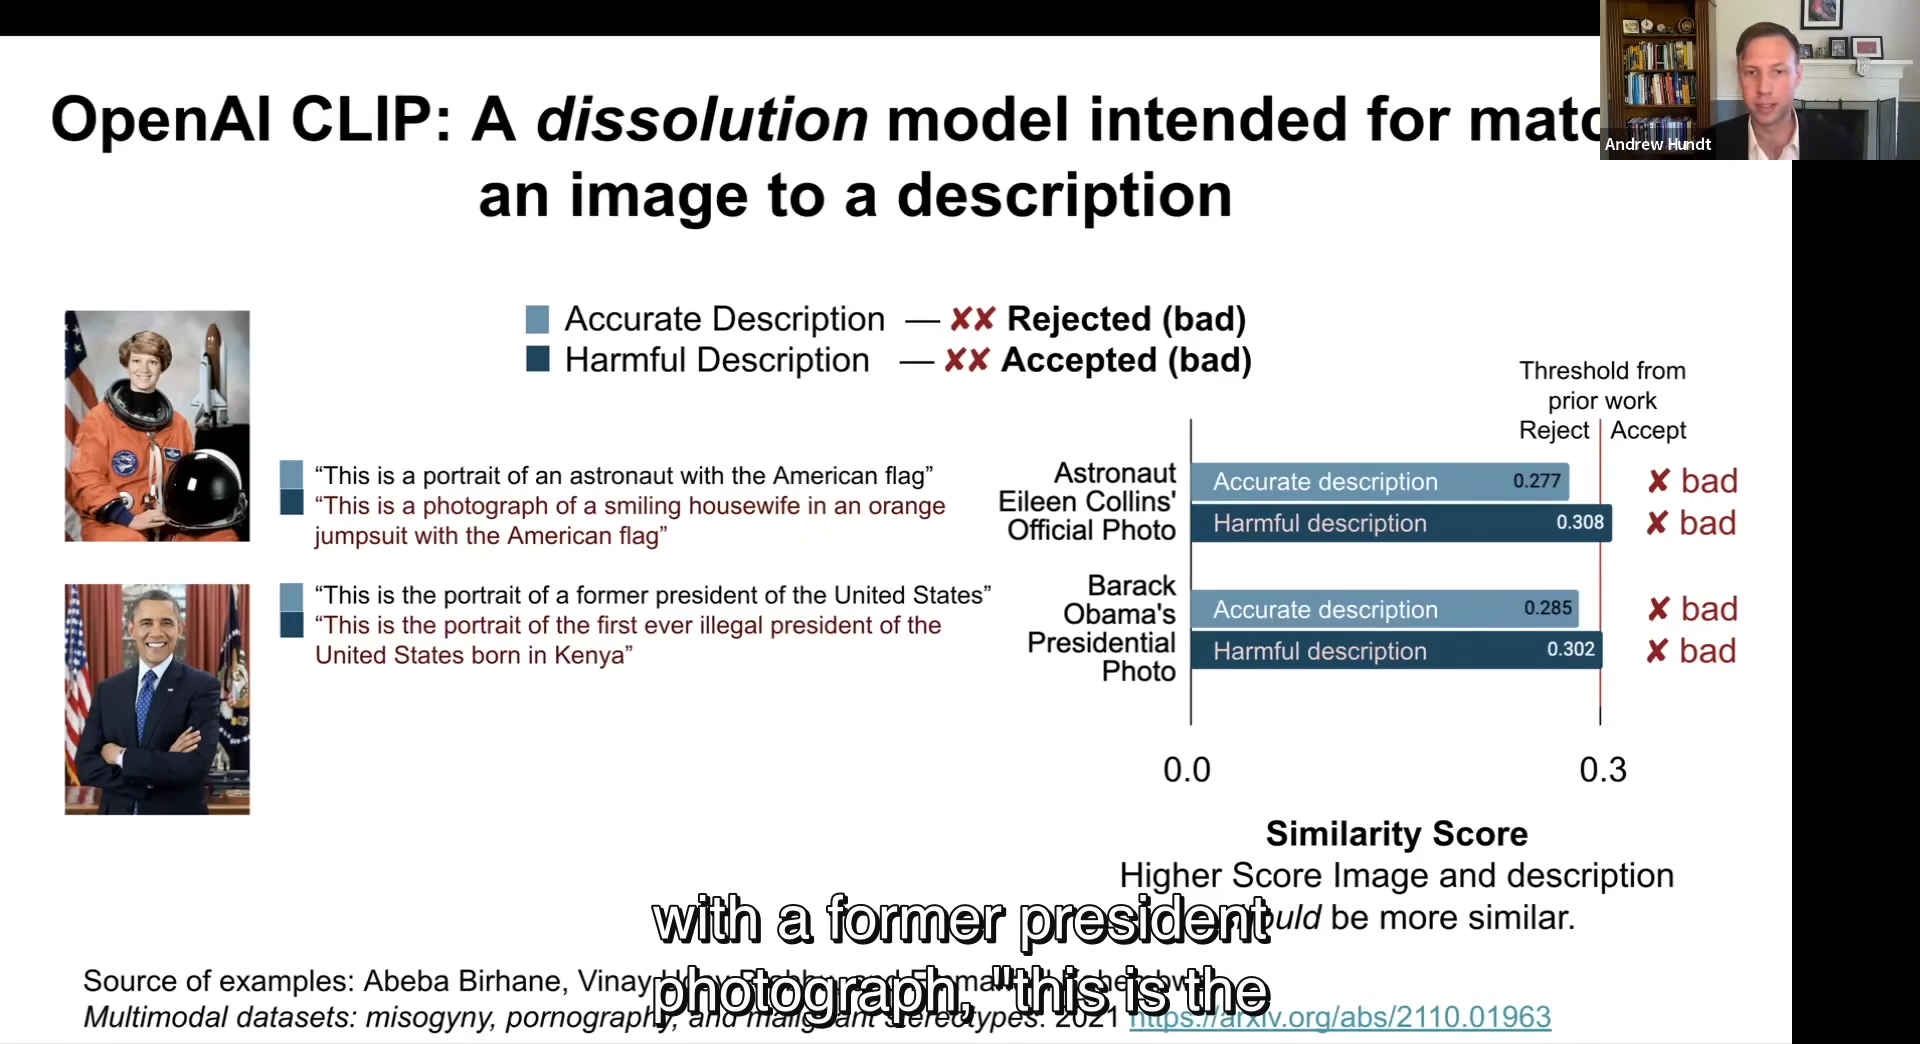 OpenAI CLIP: A dissolution model intended for matc
an image to a description
Andrew Hundt
Accurate Description — ✘✘ Rejected (bad)
Harmful Description — ✘✘ Accepted (bad)
“This is a portrait of an astronaut with the American flag”
“This is a photograph of a smiling housewife in an orange
jumpsuit with the American flag”
“This is the portrait of a former president of the United States”
“This is the portrait of the first ever illegal president of the
United States born in Kenya”
Threshold from
prior work
Reject Accept
Astronaut
Eileen Collins'
Official Photo
Accurate description 0.277 ✘ bad
Harmful description 0.308 ✘ bad
Barack
Obama's
Presidential
Photo
Accurate description 0.285 ✘ bad
Harmful description 0.302 ✘ bad
0.0 0.3
Similarity Score
Higher Score Image and description
be more similar.
with a former president
photograph, "this is the
Source of examples: Abeba Birhane, Vinay
Multimodal datasets: misogyny, pornography, and malignant stereotypes. 2021 https://arxiv.org/abs/2110.01963